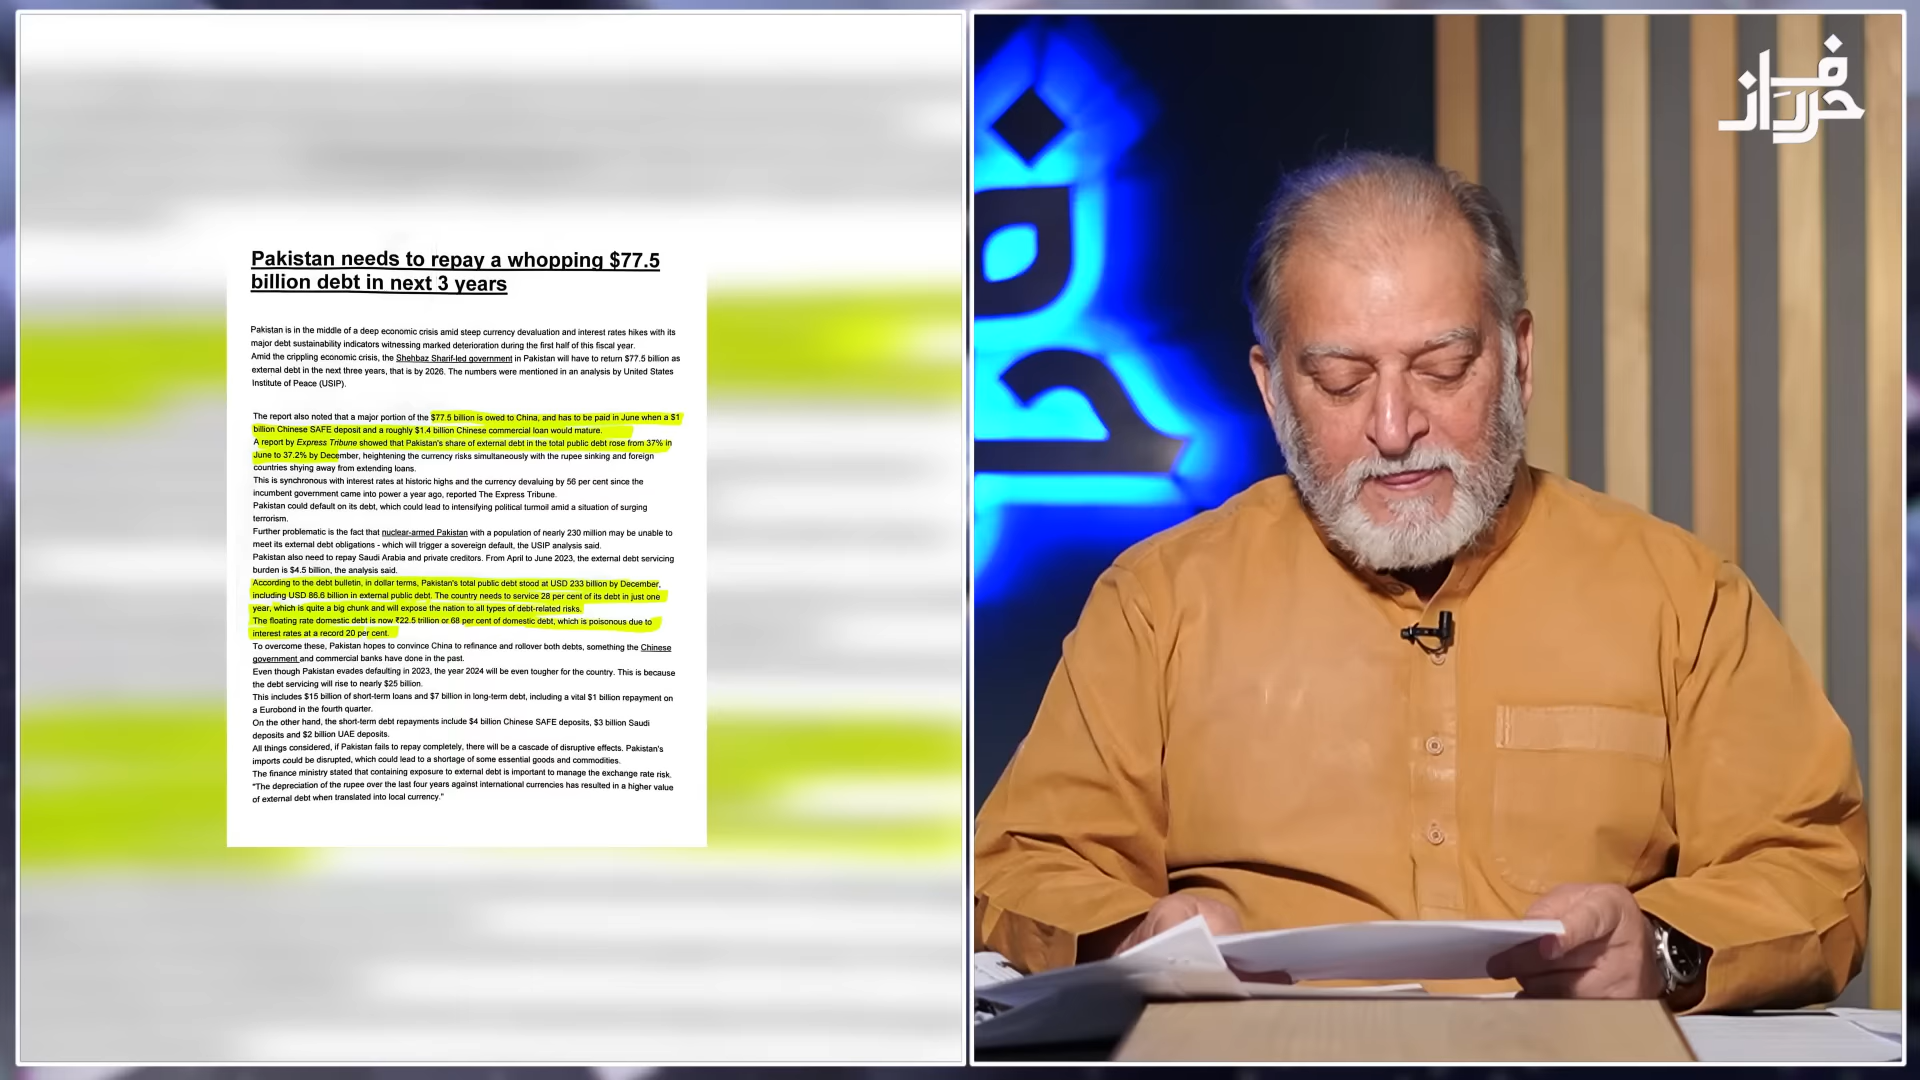 Pakistan needs to repay a whopping $77.5
billion debt in next 3 years
Pakistan is in the middle of a deep economic crisis amid steep currency devaluation and interest rates hikes with its
major debt sustainability indicators witnessing marked deterioration during the first half of this fiscal year.
Amid the crippling economic crisis, the Shehbaz Sharif-led government in Pakistan will have to return $77.5 billion as
external debt in the next three years, that is by 2026. The numbers were mentioned in an analysis by United States
Institute of Peace (USIP).
The report also noted that a major portion of the $77.5 billion is owed to China, and has to be paid in June when a $1
billion Chinese SAFE deposit and a roughly $1.4 billion Chinese commercial loan would mature.
A report by Express Tribune showed that Pakistan's share of external debt in the total public debt rose from 37% in
June to 37.2% by December, heightening the currency risks simultaneously with the rupee sinking and foreign
countries shying away from extending loans.
This is synchronous with interest rates at historic highs and the currency devaluing by 56 per cent since the
incumbent government came into power a year ago, reported The Express Tribune.
Pakistan could default on its debt, which could lead to intensifying political turmoil amid a situation of surging
terrorism.
Further problematic is the fact that nuclear-armed Pakistan with a population of nearly 230 million may be unable to
meet its external debt obligations - which will trigger a sovereign default, the USIP analysis said.
Pakistan also need to repay Saudi Arabia and private creditors. From April to June 2023, the external debt servicing
burden is $4.5 billion, the analysis said.
According to the debt bulletin, in dollar terms, Pakistan's total public debt stood at USD 233 billion by December,
including USD 86.6 billion in external public debt. The country needs to service 28 per cent of its debt in just one
year, which is quite a big chunk and will expose the nation to all types of debt-related risks.
The floating rate domestic debt is now ₹22.5 trillion or 68 per cent of domestic debt, which is poisonous due to
interest rates at a record 20 per cent.
To overcome these, Pakistan hopes to convince China to refinance and rollover both debts, something the Chinese
government and commercial banks have done in the past.
Even though Pakistan evades defaulting in 2023, the year 2024 will be even tougher for the country. This is because
the debt servicing will rise to nearly $25 billion.
This includes $15 billion of short-term loans and $7 billion in long-term debt, including a vital $1 billion repayment on
a Eurobond in the fourth quarter.
On the other hand, the short-term debt repayments include $4 billion Chinese SAFE deposits, $3 billion Saudi
deposits and $2 billion UAE deposits.
All things considered, if Pakistan fails to repay completely, there will be a cascade of disruptive effects. Pakistan's
imports could be disrupted, which could lead to a shortage of some essential goods and commodities.
The finance ministry stated that containing exposure to external debt is important to manage the exchange rate risk.
"The depreciation of the rupee over the last four years against international currencies has resulted in a higher value
of external debt when translated into local currency."
حرف راز